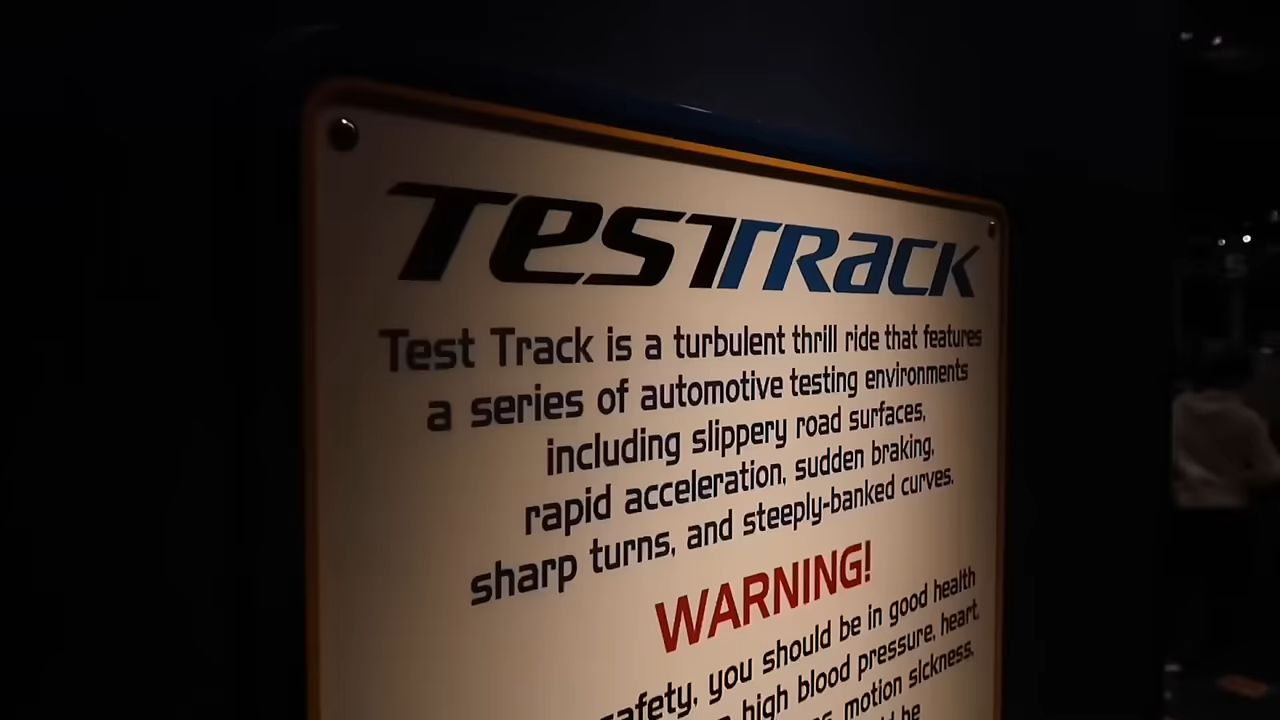 TesTTRacK
Test Track is a turbulent thrill ride that features
a series of automotive testing environments
including slippery road surfaces,
rapid acceleration, sudden braking,
sharp turns, and steeply-banked curves.
WARNING!
safety, you should be in good health
high blood pressure, heart,
motion sickness,
be